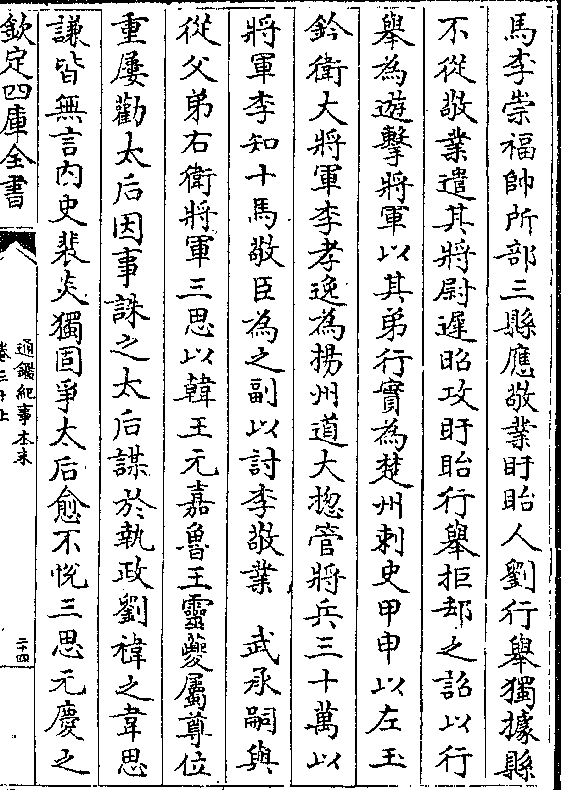 馬李崇福帥所部三縣應敬業盱眙人劉行舉獨據縣
不從敬業遣其將尉遲昭攻盱眙行舉拒却之詔以行
舉為遊擊將軍以其弟行實為楚州刺史甲申以左玉
鈐衛大將軍李孝逸為揚州道大揔管將兵三十萬以
將軍李知十馬敬臣為之副以討李敬業 武承嗣與
從父弟右衛將軍三思以韓王元嘉魯王靈夔屬尊位
重屢勸太后因事誅之太后謀於執政劉禕之韋思
謙皆無言内史裴炎獨固爭太后愈不悅三思元慶之
欽定四庫全書
通鑑紀事本末
卷三十上
二十四